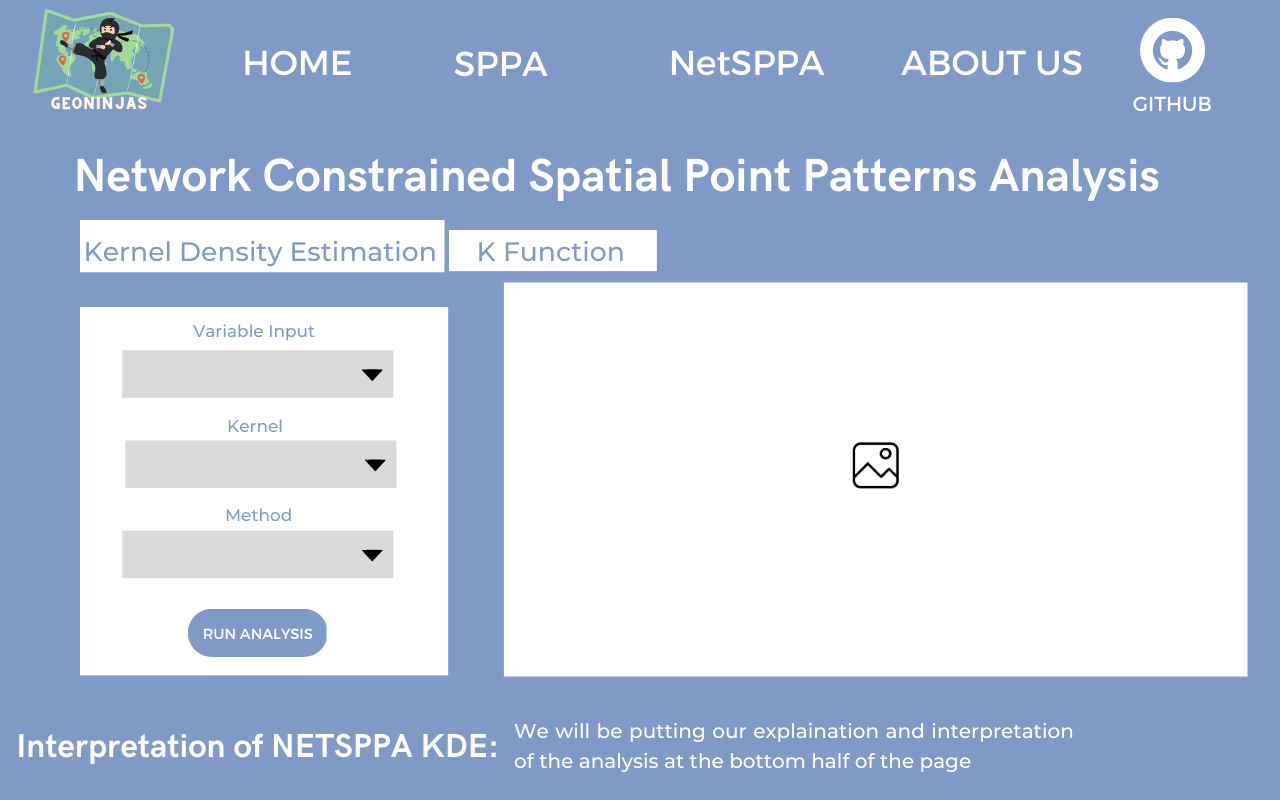 GEONINJAS
HOME
SPPA
NetSPPA
ABOUT US
GITHUB
Network Constrained Spatial Point Patterns Analysis
Kernel Density Estimation
K Function
Variable Input
Kernel
Method
RUN ANALYSIS
Interpretation of NETSPPA KDE:
We will be putting our explaination and interpretation
of the analysis at the bottom half of the page